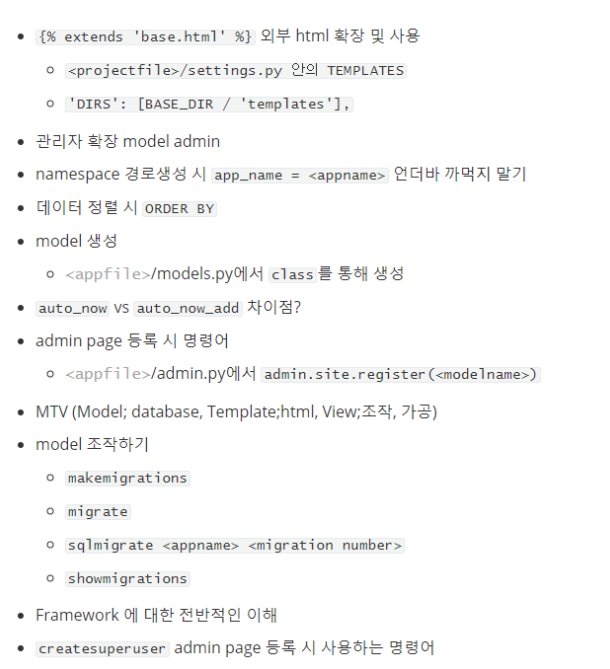 {% extends 'base.html' %} 외부 html 확장 및 사용
<projectfile>/settings.py 안의 TEMPLATES
'DIRS': [BASE_DIR / 'templates'],
관리자 확장 model admin
namespace 경로생성 시 app_name = <appname> 언더바 까먹지 말기
데이터 정렬 시 ORDER BY
model 생성
<appfile>/models.py에서 class를 통해 생성
auto_now vs auto_now_add 차이점?
admin page 등록 시 명령어
<appfile>/admin.py에서 admin.site.register(<modelname>)
MTV (Model; database, Template;html, View;조작, 가공)
model 조작하기
makemigrations
migrate
sqlmigrate <appname> <migration number>
showmigrations
Framework 에 대한 전반적인 이해
createsuperuser admin page 등록 시 사용하는 명령어